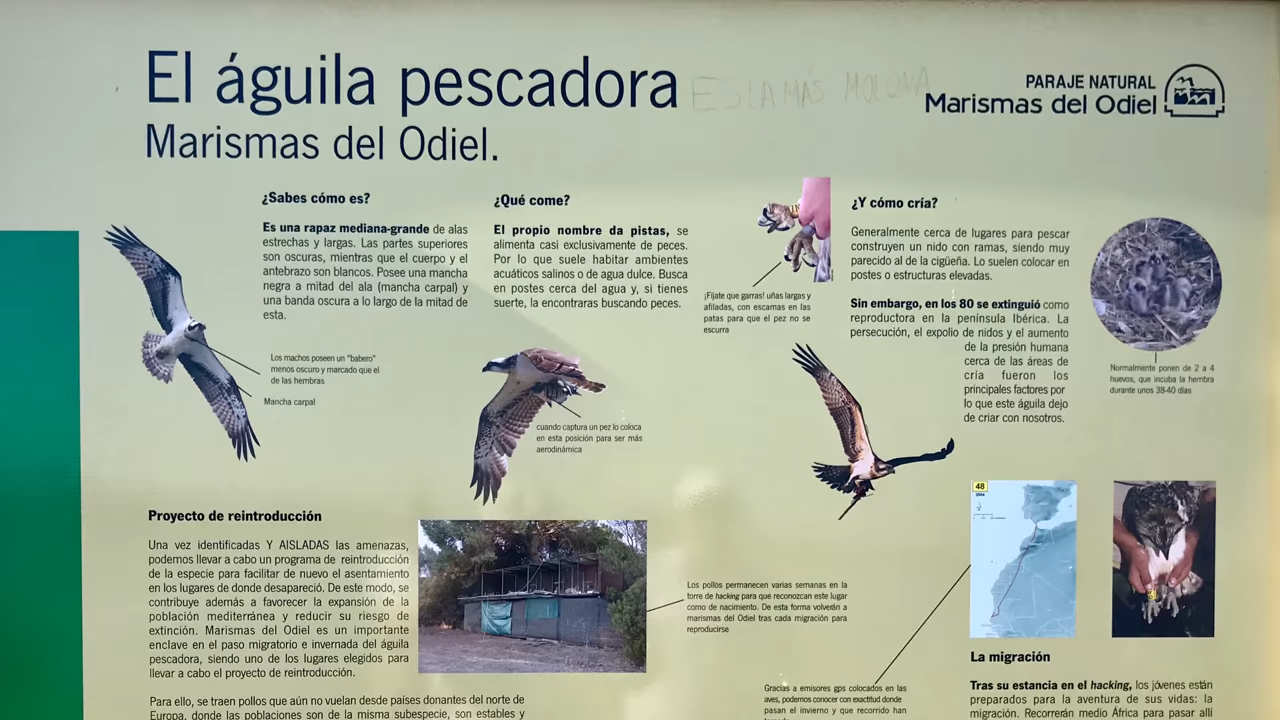 El águila pescadora
ES LA MÁS MOLONA
Marismas del Odiel.
PARAJE NATURAL
Marismas del Odiel
¿Sabes cómo es?
Es una rapaz mediana-grande de alas
estrechas y largas. Las partes superiores
son oscuras, mientras que el cuerpo y el
antebrazo son blancos. Posee una mancha
negra a mitad del ala (mancha carpal) y
una banda oscura a lo largo de la mitad de
esta.
Los machos poseen un "babero"
menos oscuro y marcado que el
de las hembras
Mancha carpal
¿Qué come?
El propio nombre da pistas, se
alimenta casi exclusivamente de peces.
Por lo que suele habitar ambientes
acuáticos salinos o de agua dulce. Busca
en postes cerca del agua y, si tienes
suerte, la encontraras buscando peces.
cuando captura un pez lo coloca
en esta posición para ser más
aerodinámica
¡Fíjate que garras! uñas largas y
afiladas, con escamas en las
patas para que el pez no se
escurra
¿Y cómo cría?
Generalmente cerca de lugares para pescar
construyen un nido con ramas, siendo muy
parecido al de la cigüeña. Lo suelen colocar en
postes o estructuras elevadas.
Sin embargo, en los 80 se extinguió como
reproductora en la península Ibérica. La
persecución, el expolio de nidos y el aumento
de la presión humana
cerca de las áreas de
cría fueron los
principales factores por
lo que este águila dejo
de criar con nosotros.
Normalmente ponen de 2 a 4
huevos, que incuba la hembra
durante unos 38-40 días
Proyecto de reintroducción
Una vez identificadas Y AISLADAS las amenazas,
podemos llevar a cabo un programa de reintroducción
de la especie para facilitar de nuevo el asentamiento
en los lugares de donde desapareció. De este modo, se
contribuye además a favorecer la expansión de la
población mediterránea y reducir su riesgo de
extinción. Marismas del Odiel es un importante
enclave en el paso migratorio e invernada del águila
pescadora, siendo uno de los lugares elegidos para
llevar a cabo el proyecto de reintroducción.
Para ello, se traen pollos que aún no vuelan desde países donantes del norte de
Europa, donde las poblaciones son de la misma subespecie, son estables y
Los pollos permanecen varias semanas en la
torre de hacking para que reconozcan este lugar
como de nacimiento. De esta forma volverán a
marismas del Odiel tras cada migración para
reproducirse
Gracias a emisores gps colocados en las
aves, podemos conocer con exactitud donde
pasan el invierno y que recorrido han
48
2004
La migración
Tras su estancia en el hacking, los jóvenes están
preparados para la aventura de sus vidas: la
migración. Recorrerán medio África para pasar allí